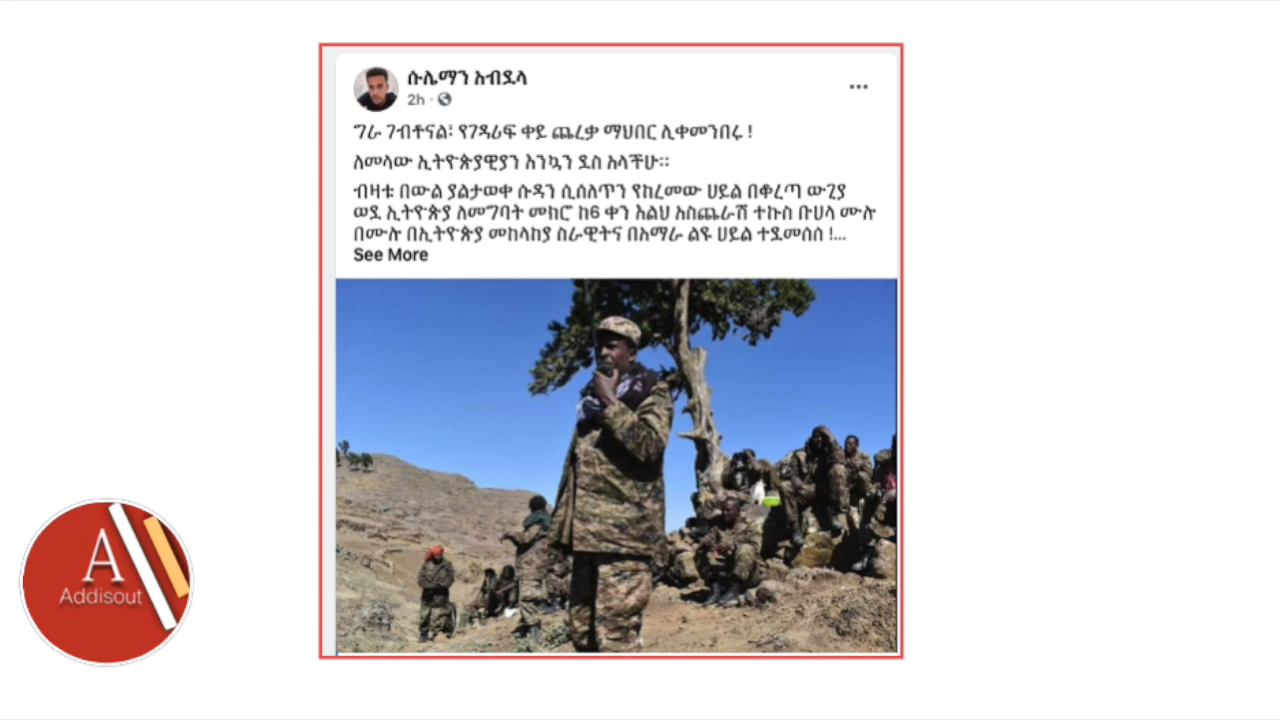 ሱሌማን አብደላ
2h ·
ግራ ገብቶናል፣ የገዳሪፍ ቀይ ጨረቃ ማህበር ሊቀመንበሩ !
ለመላው ኢትዮጵያዊያን እንኳን ደስ አላችሁ።።
ብዛቱ በውል ያልታወቀ ሱዳን ሲሰለጥን የከረመው ሀይል በቆረጣ ውጊያ
ወደ ኢትዮጵያ ለመግባት መከሮ ከ6 ቀን እልህ አስጨራሽ ተኩስ ቡሀላ ሙሉ
በሙሉ በኢትዮጵያ መከላከያ ስራዊትና በአማራ ልዩ ሀይል ተደመሰሰ !...
See More
A
Addisout